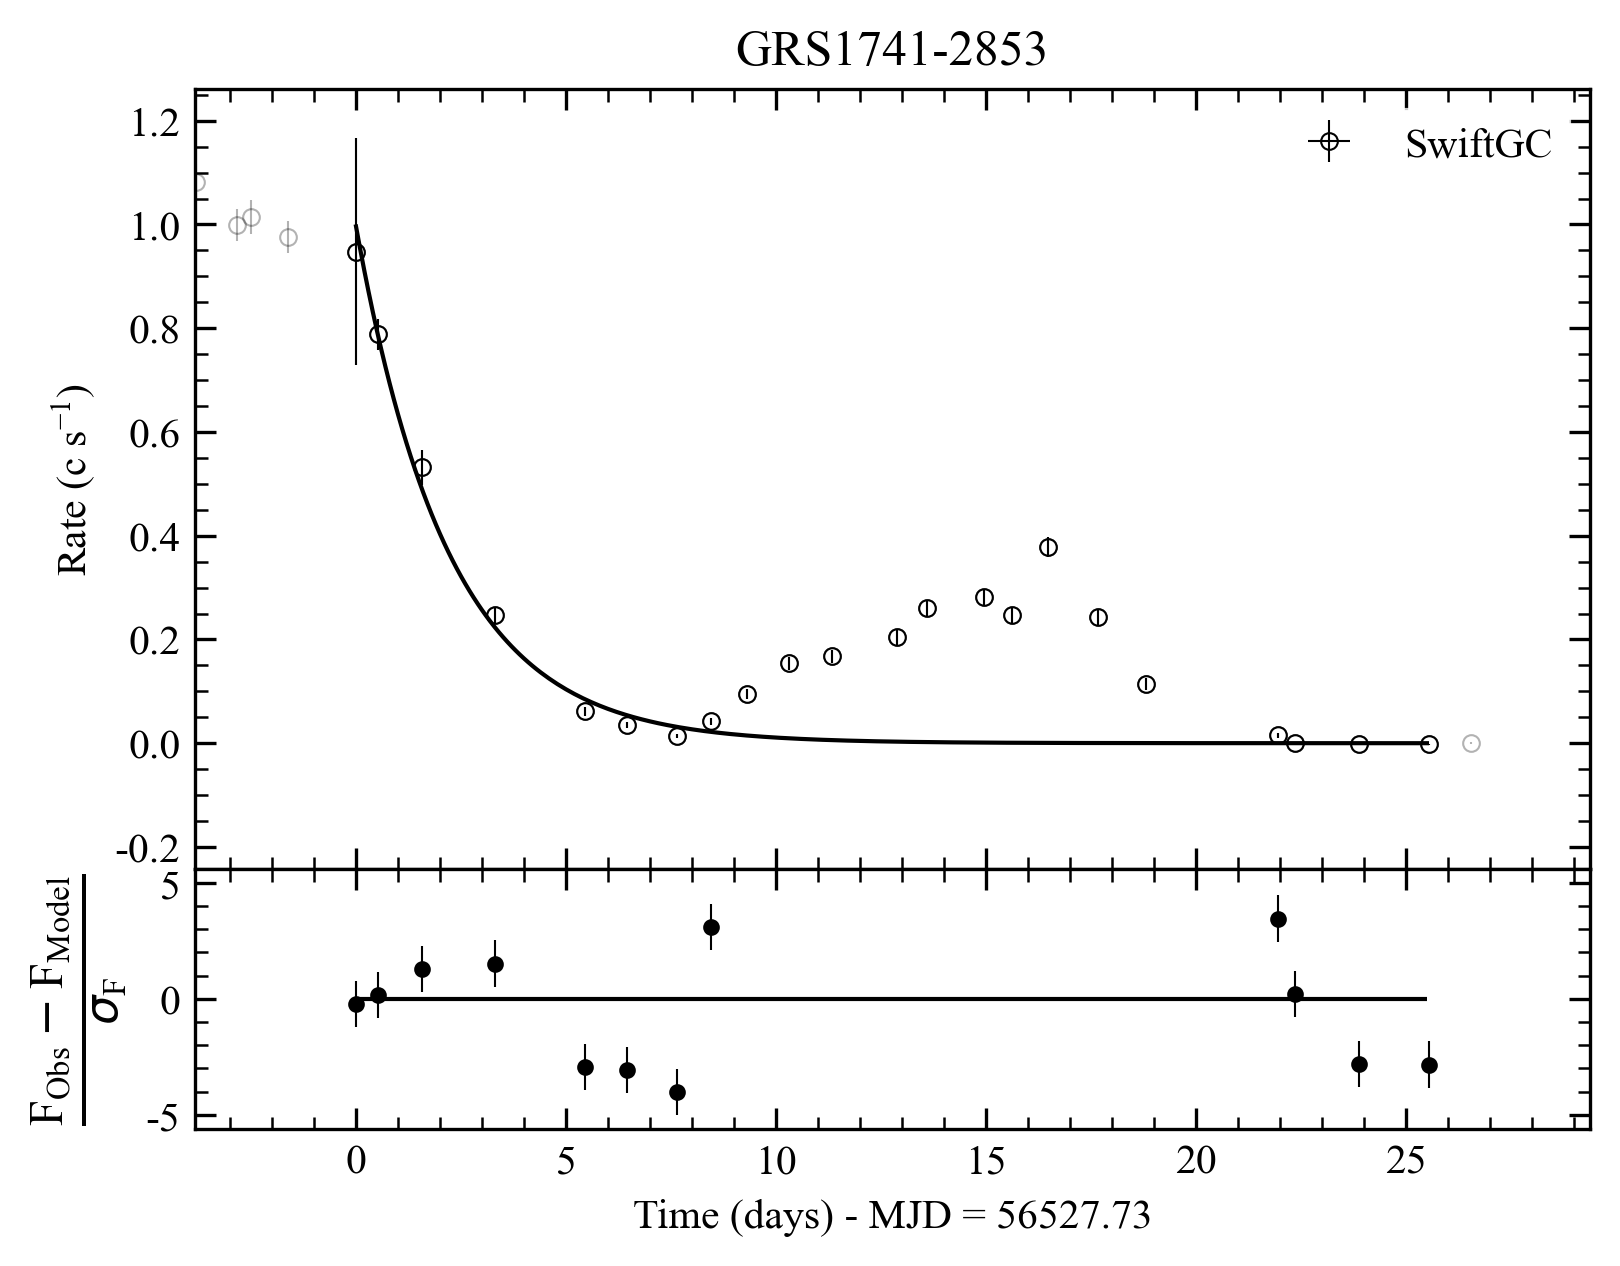 GRS1741-2853
SwiftGC
Rate (c s⁻¹)
1.2
1.0
0.8
0.6
0.4
0.2
0.0
-0.2
F_Obs − F_Model
σ_F
5
0
-5
0 5 10 15 20 25
Time (days) - MJD = 56527.73